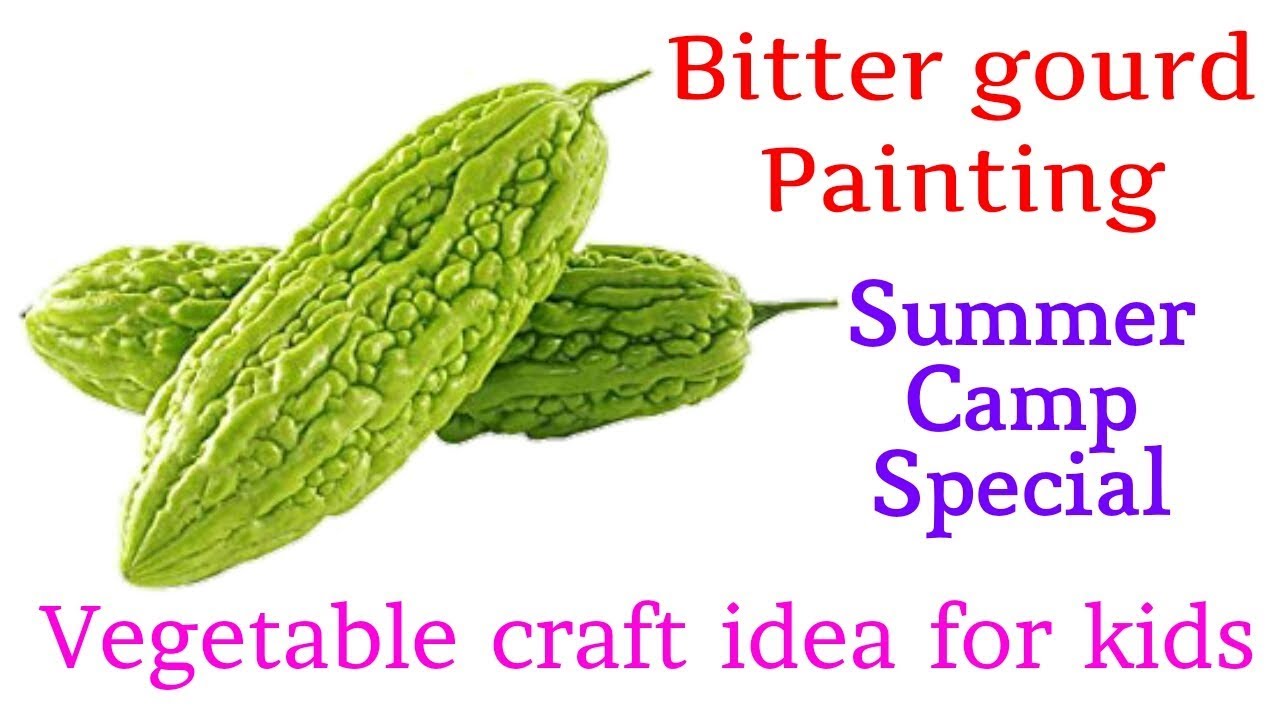 Bitter gourd
Painting
Summer
Camp
Special
Vegetable craft idea for kids